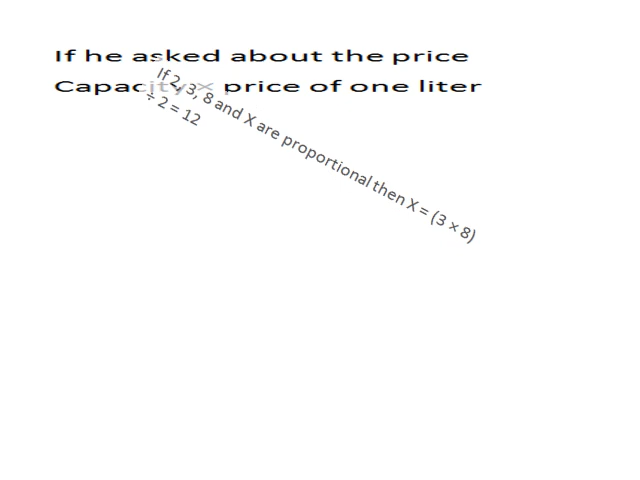 If he asked about the price
Capacity × price of one liter
If 2, 3, 8 and X are proportional then X = (3 × 8)
÷ 2 = 12